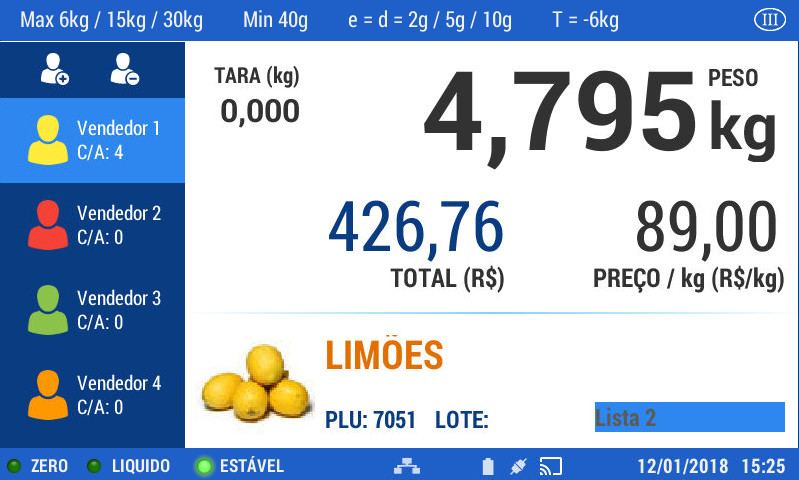 Max 6kg / 15kg / 30kg Min 40g e = d = 2g / 5g / 10g T = -6kg III
TARA (kg)
0,000
4,795
PESO
kg
Vendedor 1
C/A: 4
426,76
TOTAL (R$)
89,00
PREÇO / kg (R$/kg)
Vendedor 2
C/A: 0
Vendedor 3
C/A: 0
Vendedor 4
C/A: 0
LIMÕES
PLU: 7051 LOTE:
Lista 2
ZERO LIQUIDO ESTÁVEL 12/01/2018 15:25